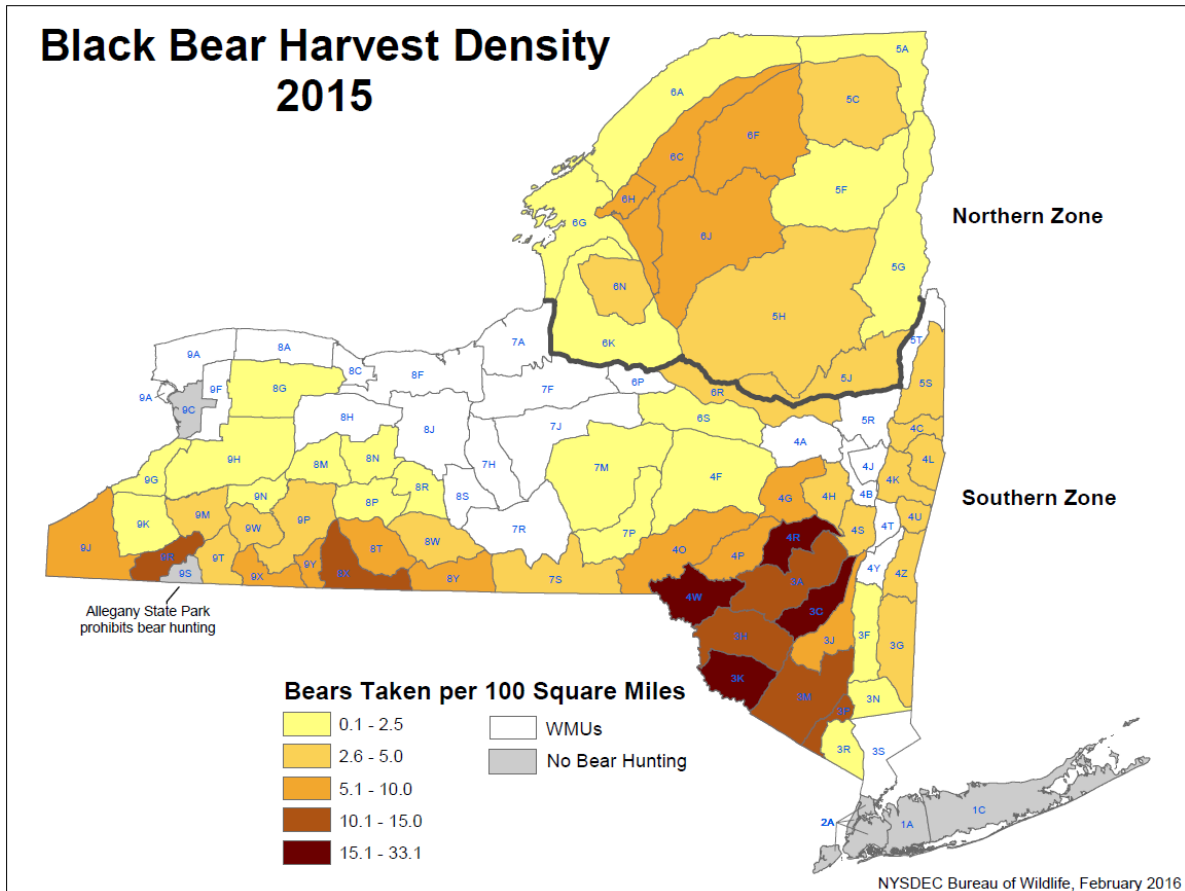 Black Bear Harvest Density
2015
5A
6A
5C
6F
6C
5F
6H
6G
6J
Northern Zone
5G
6N
5H
6K
5T
7A
9A
8A
8C
8F
5J
5S
9F
8G
7F
6P
6R
9A
9C
8H
8J
7J
6S
5R
4A
4C
9H
8M
8N
7H
7M
4F
4J
4L
9G
8R
8S
4K
4B
Southern Zone
9K
9N
8P
4G
4H
9M
9P
9W
7R
7P
4S
4T
4U
9J
9R
9T
8T
8W
4O
4P
4R
9S
9X
9Y
8X
8Y
7S
4Y
4Z
3A
4W
3C
Allegany State Park
prohibits bear hunting
3H
3J
3F
3G
3K
3M
3P
3N
3R
3S
Bears Taken per 100 Square Miles
0.1 - 2.5
WMUs
2.6 - 5.0
No Bear Hunting
5.1 - 10.0
10.1 - 15.0
15.1 - 33.1
2A
1A
1C
NYSDEC Bureau of Wildlife, February 2016